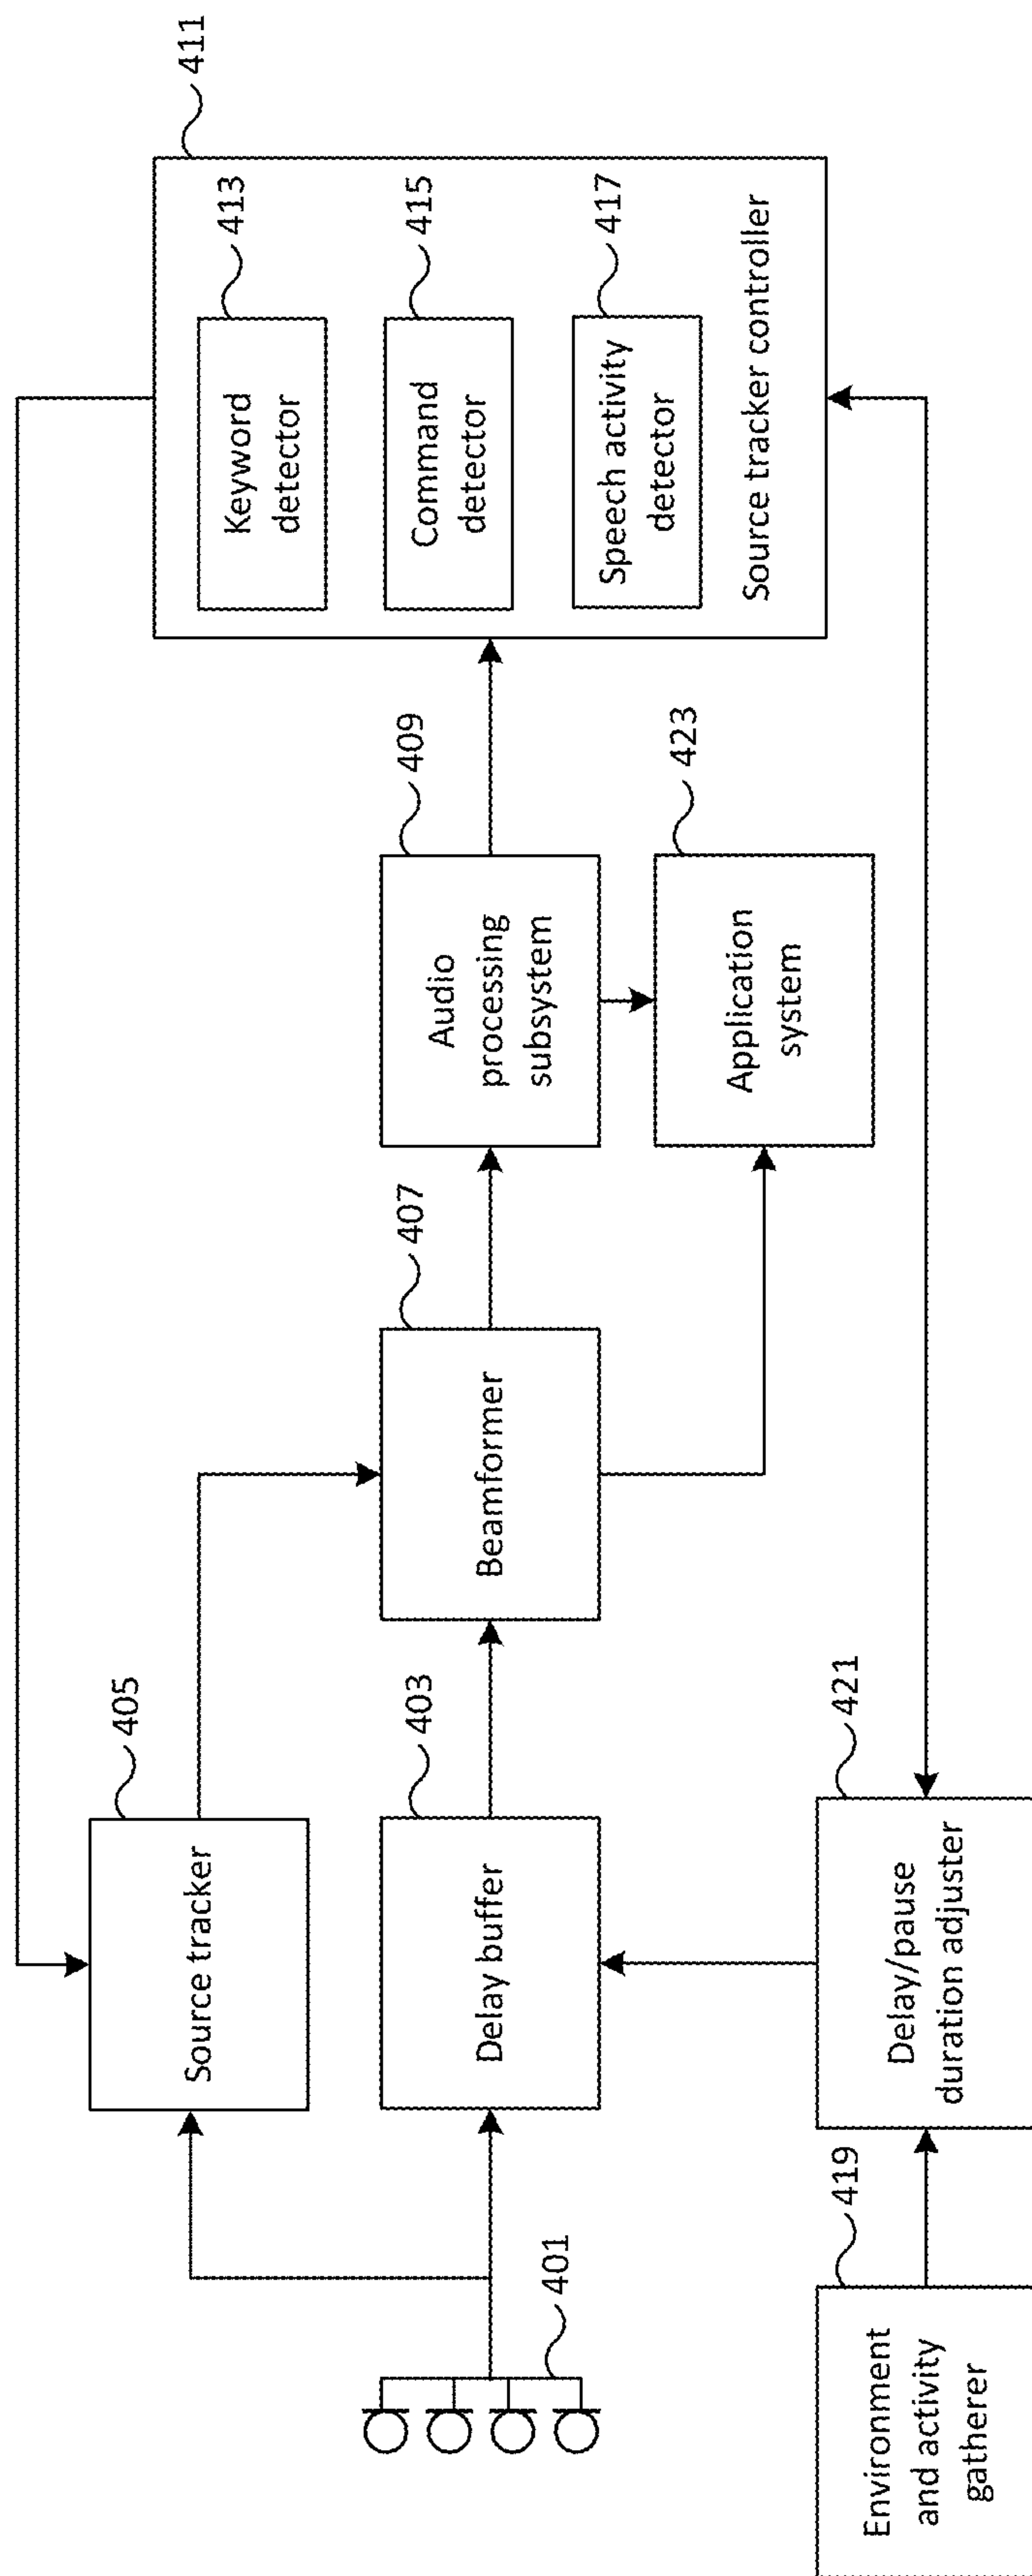 411
413
Keyword
detector
415
Command
detector
417
Speech activity
detector
Source tracker controller
409
Audio
processing
subsystem
423
Application
system
407
Beamformer
405
Source tracker
403
Delay buffer
421
Delay/pause
duration adjuster
401
419
Environment
and activity
gatherer